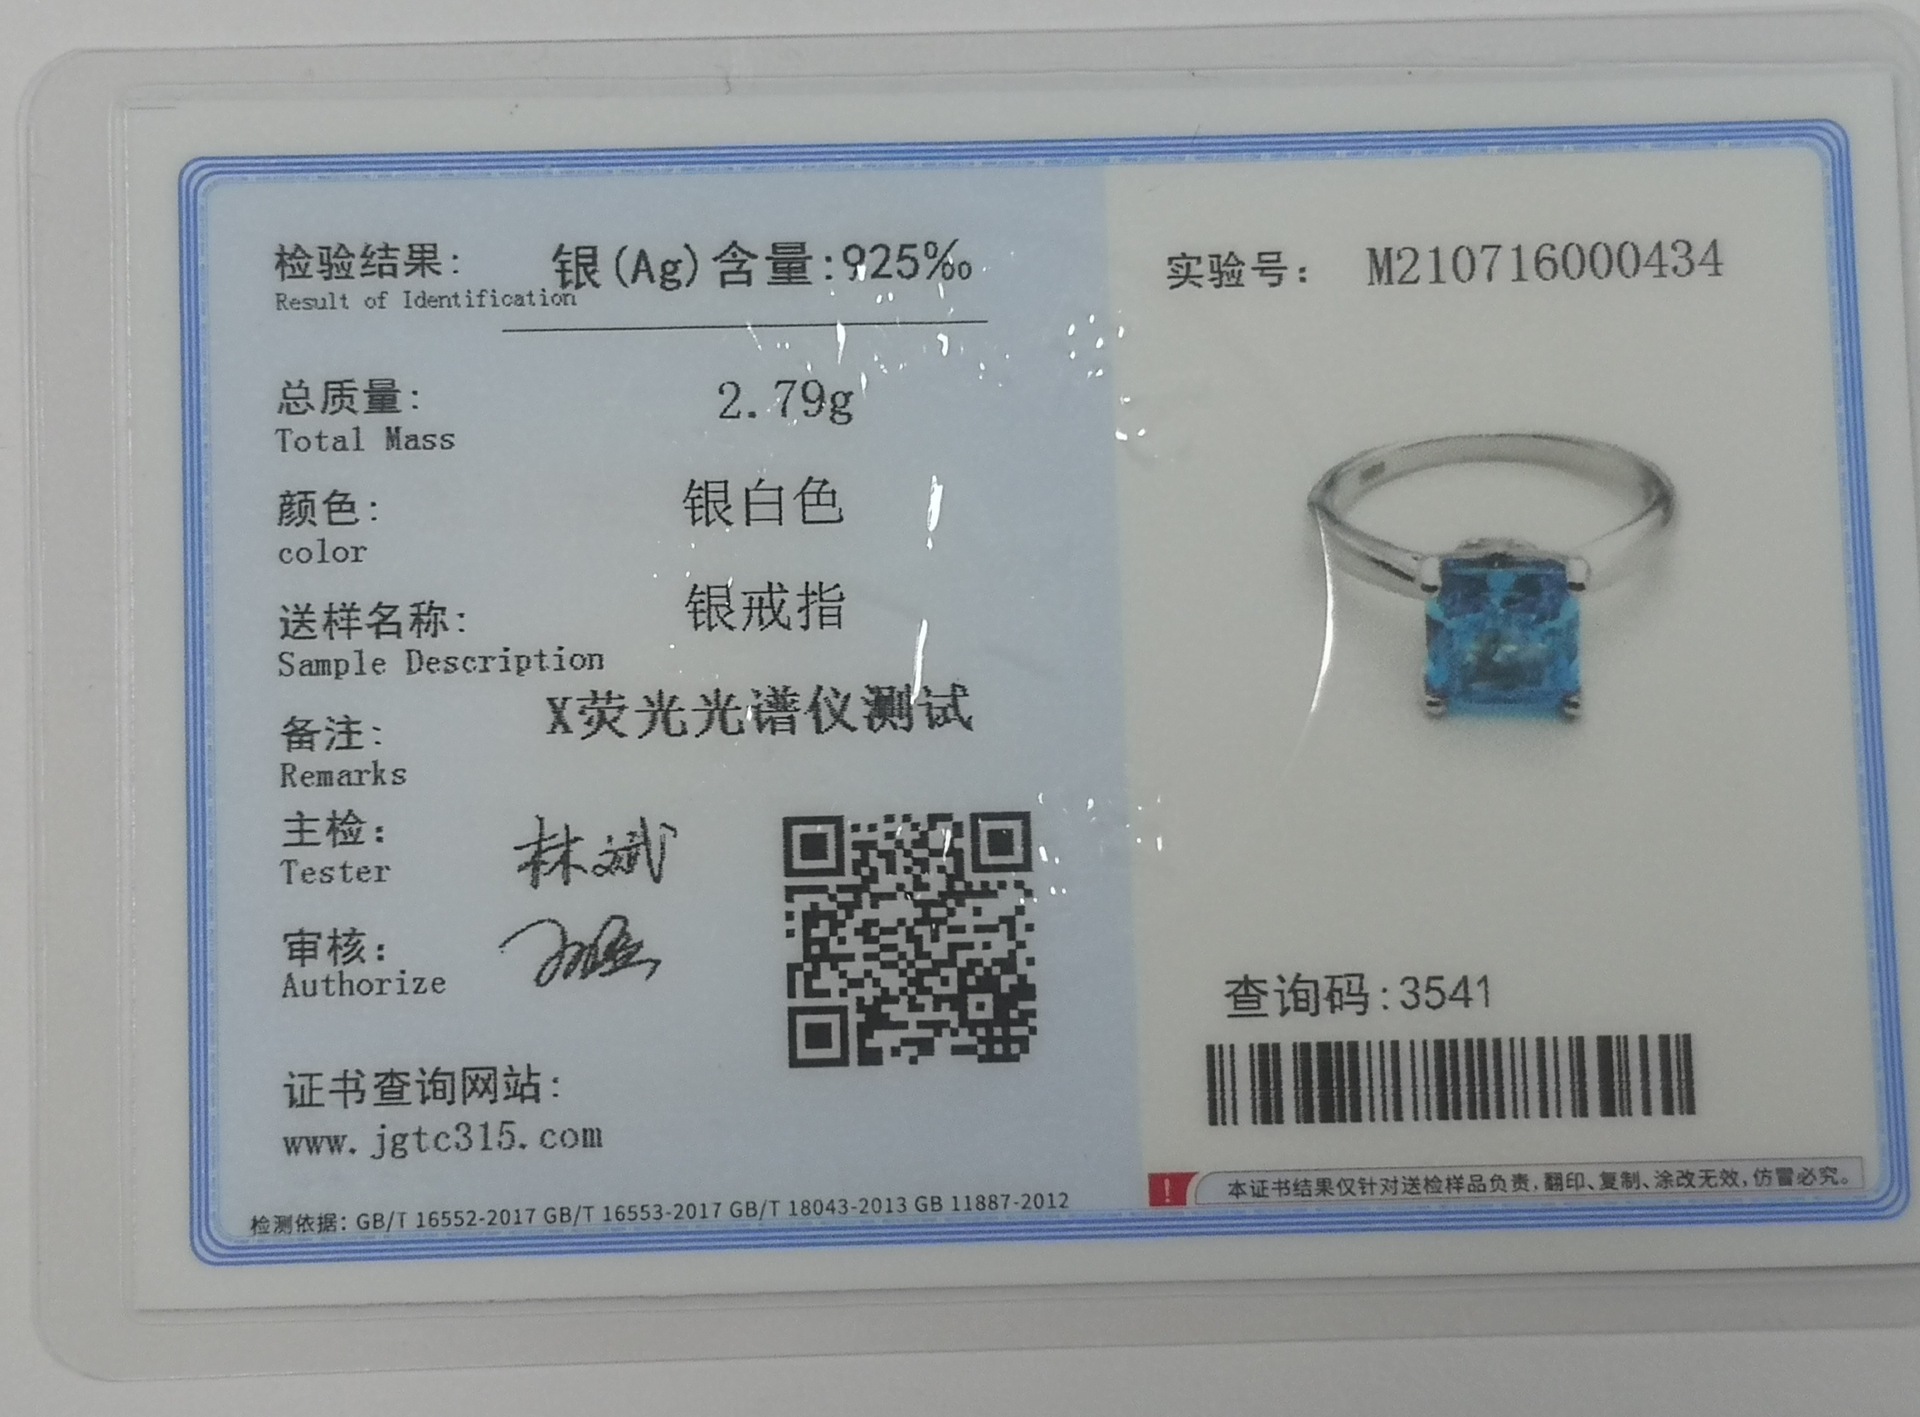 检验结果: 银(Ag)含量:925‰
Result of Identification
总质量: 2.79g
Total Mass
颜色: 银白色
color
送样名称: 银戒指
Sample Description
备注: X荧光光谱仪测试
Remarks
主检: 林斌
Tester
审核:
Authorize
证书查询网站:
www.jgtc315.com
检测依据: GB/T 16552-2017 GB/T 16553-2017 GB/T 18043-2013 GB 11887-2012
实验号: M210716000434
查询码:3541
! 本证书结果仅针对送检样品负责,翻印、复制、涂改无效,仿冒必究。